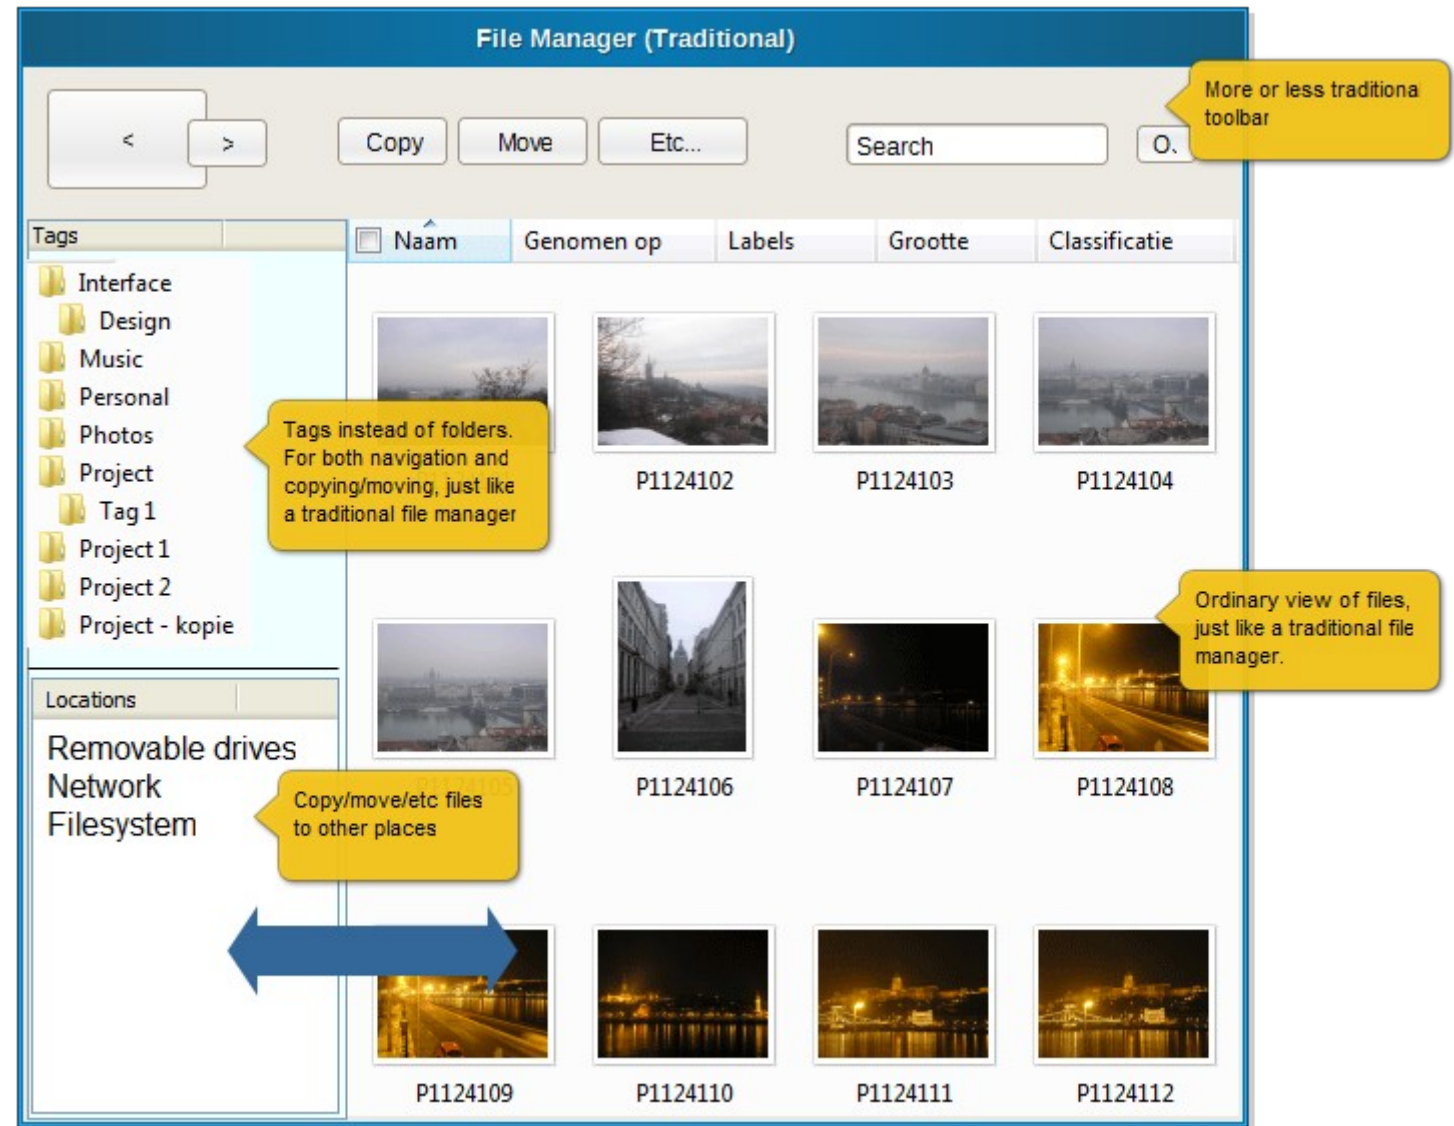 File Manager (Traditional)
More or less traditiona
toolbar
<
>
Copy
Move
Etc...
Search
O.
Tags
Naam
Genomen op
Labels
Grootte
Classificatie
Interface
Design
Music
Personal
Photos
Project
Tag 1
Project 1
Project 2
Project - kopie
Tags instead of folders.
For both navigation and
copying/moving, just like
a traditional file manager
P1124102
P1124103
P1124104
Ordinary view of files,
just like a traditional file
manager.
Locations
Removable drives
Network
Filesystem
Copy/move/etc files
to other places
P1124105
P1124106
P1124107
P1124108
P1124109
P1124110
P1124111
P1124112